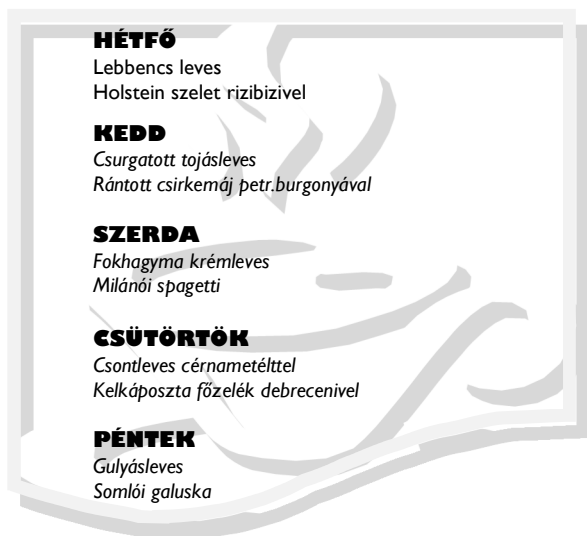 HÉTFŐ
Lebbencs leves
Holstein szelet rizibizivel
KEDD
Csurgatott tojásleves
Rántott csirkemáj petr.burgonyával
SZERDA
Fokhagyma krémleves
Milánói spagetti
CSÜTÖRTÖK
Csontleves cérnametélttel
Kelkáposzta főzelék debrecenivel
PÉNTEK
Gulyásleves
Somlói galuska